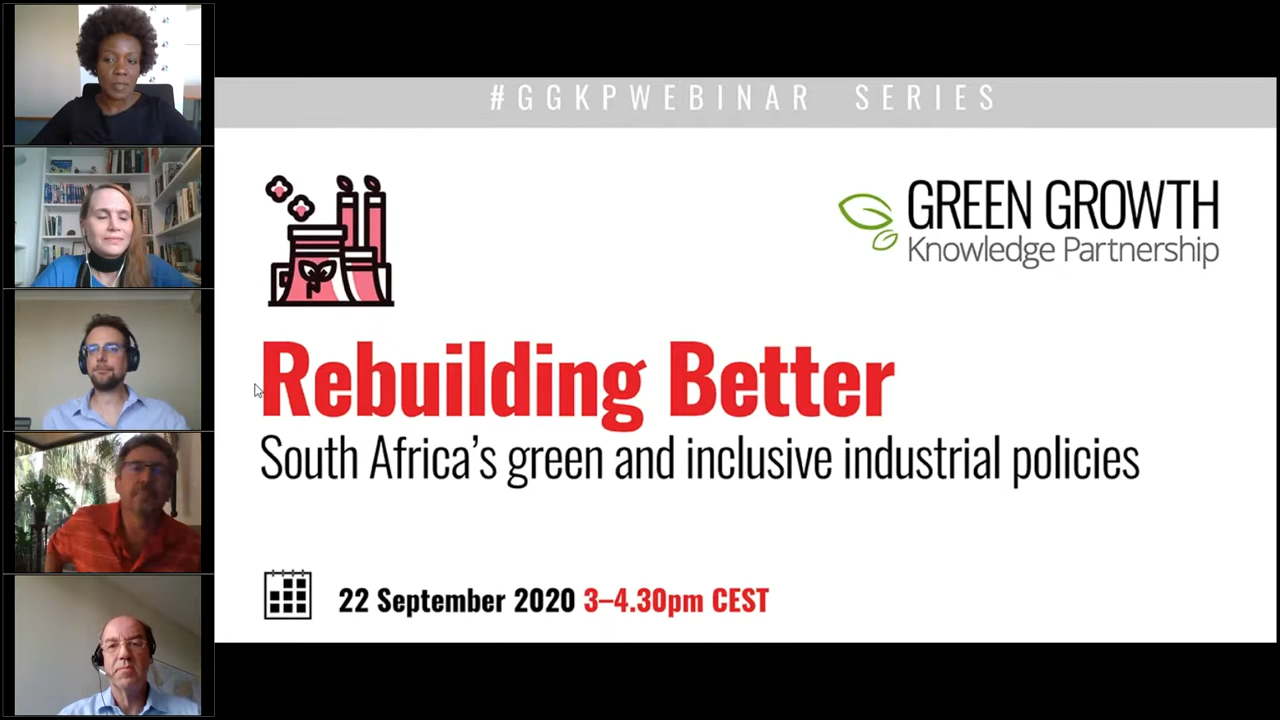 #GGKPWEBINAR SERIES
GREEN GROWTH
Knowledge Partnership
Rebuilding Better
South Africa's green and inclusive industrial policies
22 September 2020 3–4.30pm CEST